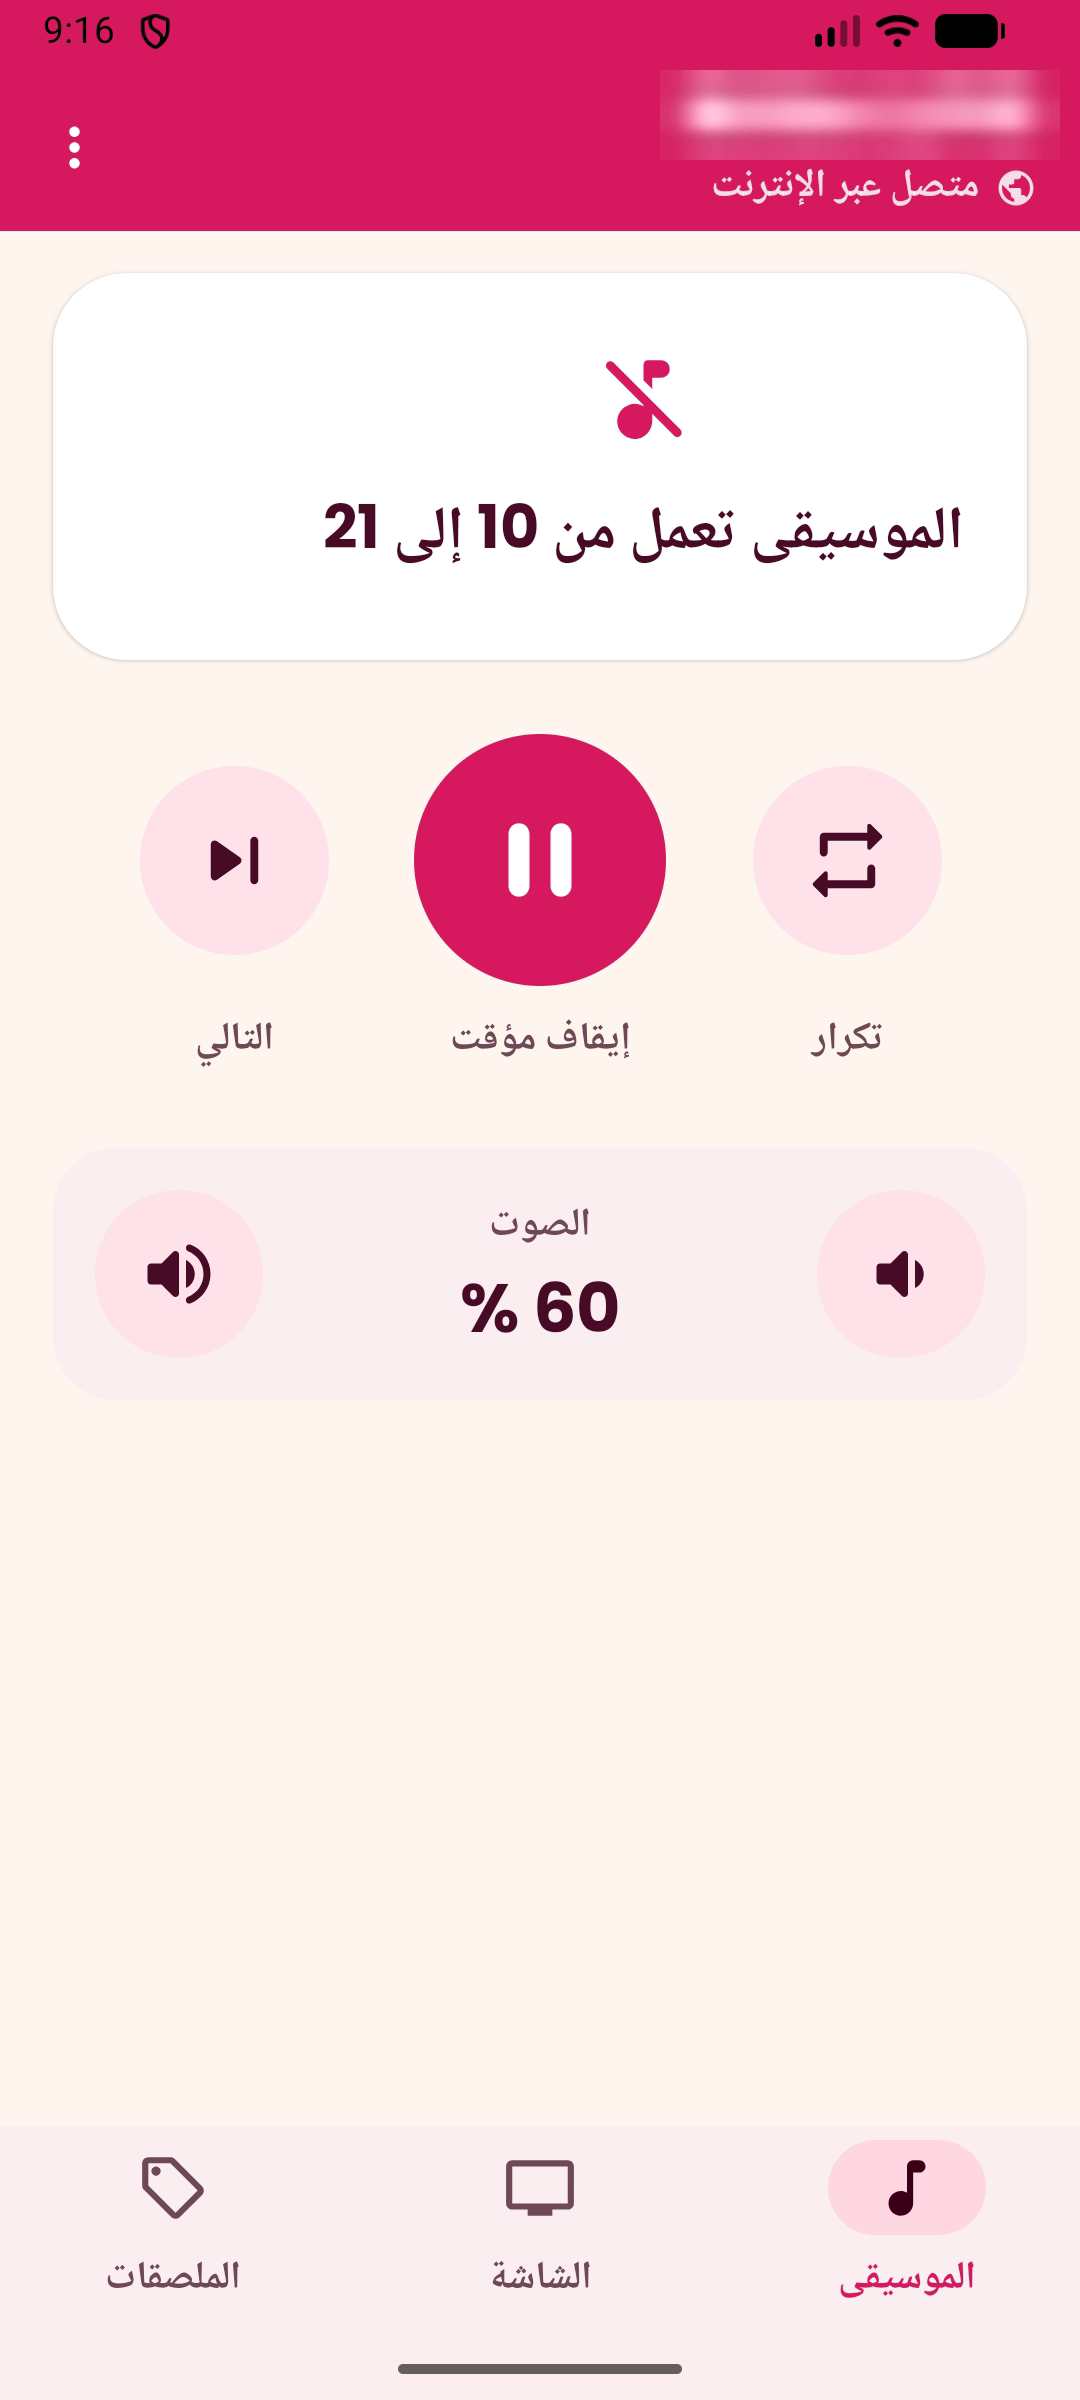 9:16
متصل عبر الإنترنت
الموسيقى تعمل من 10 إلى 21
تكرار
إيقاف مؤقت
التالي
الصوت
60 %
الموسيقى
الشاشة
الملصقات